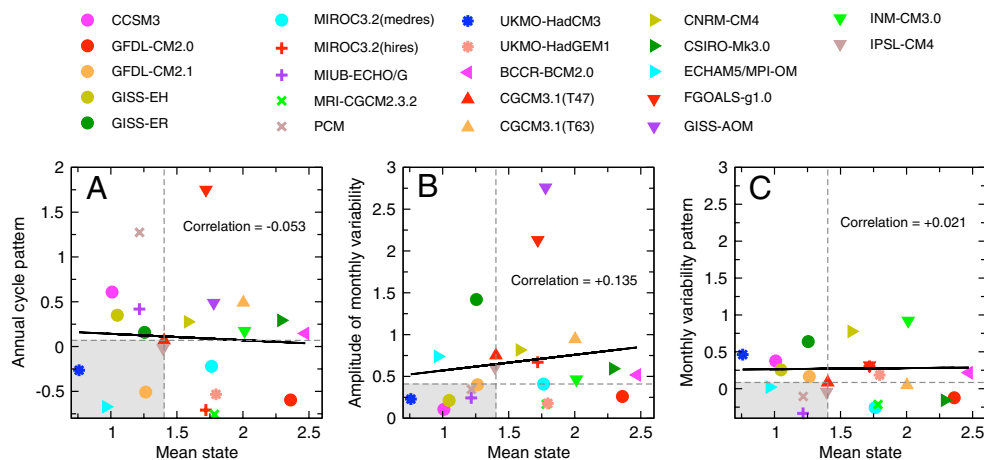 CCSM3
GFDL-CM2.0
GFDL-CM2.1
GISS-EH
GISS-ER
MIROC3.2(medres)
MIROC3.2(hires)
MIUB-ECHO/G
MRI-CGCM2.3.2
PCM
UKMO-HadCM3
UKMO-HadGEM1
BCCR-BCM2.0
CGCM3.1(T47)
CGCM3.1(T63)
CNRM-CM4
CSIRO-Mk3.0
ECHAM5/MPI-OM
FGOALS-g1.0
GISS-AOM
INM-CM3.0
IPSL-CM4
A
Correlation = -0.053
Annual cycle pattern
2
1.5
1
0.5
0
-0.5
1 1.5 2 2.5
Mean state
B
Correlation = +0.135
Amplitude of monthly variability
3
2.5
2
1.5
1
0.5
0
1 1.5 2 2.5
Mean state
C
Correlation = +0.021
Monthly variability pattern
3
2.5
2
1.5
1
0.5
0
1 1.5 2 2.5
Mean state